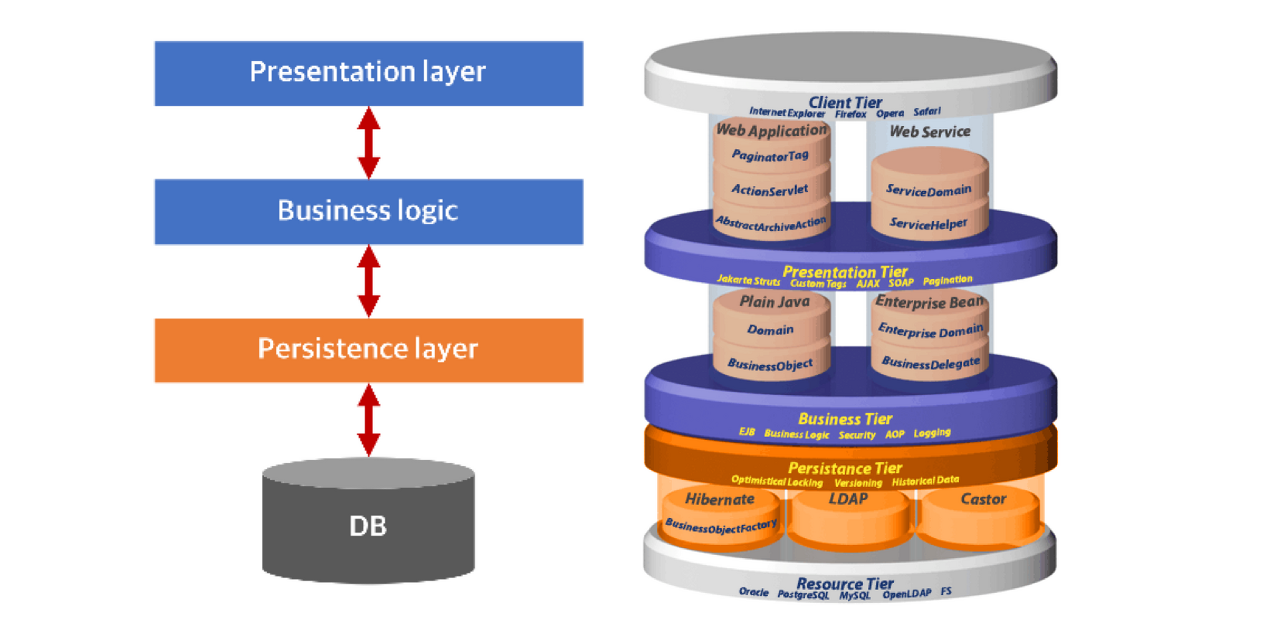 Presentation layer
Business logic
Persistence layer
DB
Client Tier
Internet Explorer Firefox Opera Safari
Web Application
PaginatorTag
ActionServlet
AbstractArchiveAction
Web Service
ServiceDomain
ServiceHelper
Presentation Tier
Jakarta Struts Custom Tags AJAX SOAP Pagination
Plain Java
Domain
BusinessObject
Enterprise Bean
Enterprise Domain
BusinessDelegate
Business Tier
EJB Business Logic Security AOP Logging
Persistance Tier
Optimistical Locking Versioning Historical Data
Hibernate
BusinessObjectFactory
LDAP
Castor
Resource Tier
Oracle PostgreSQL MySQL OpenLDAP FS